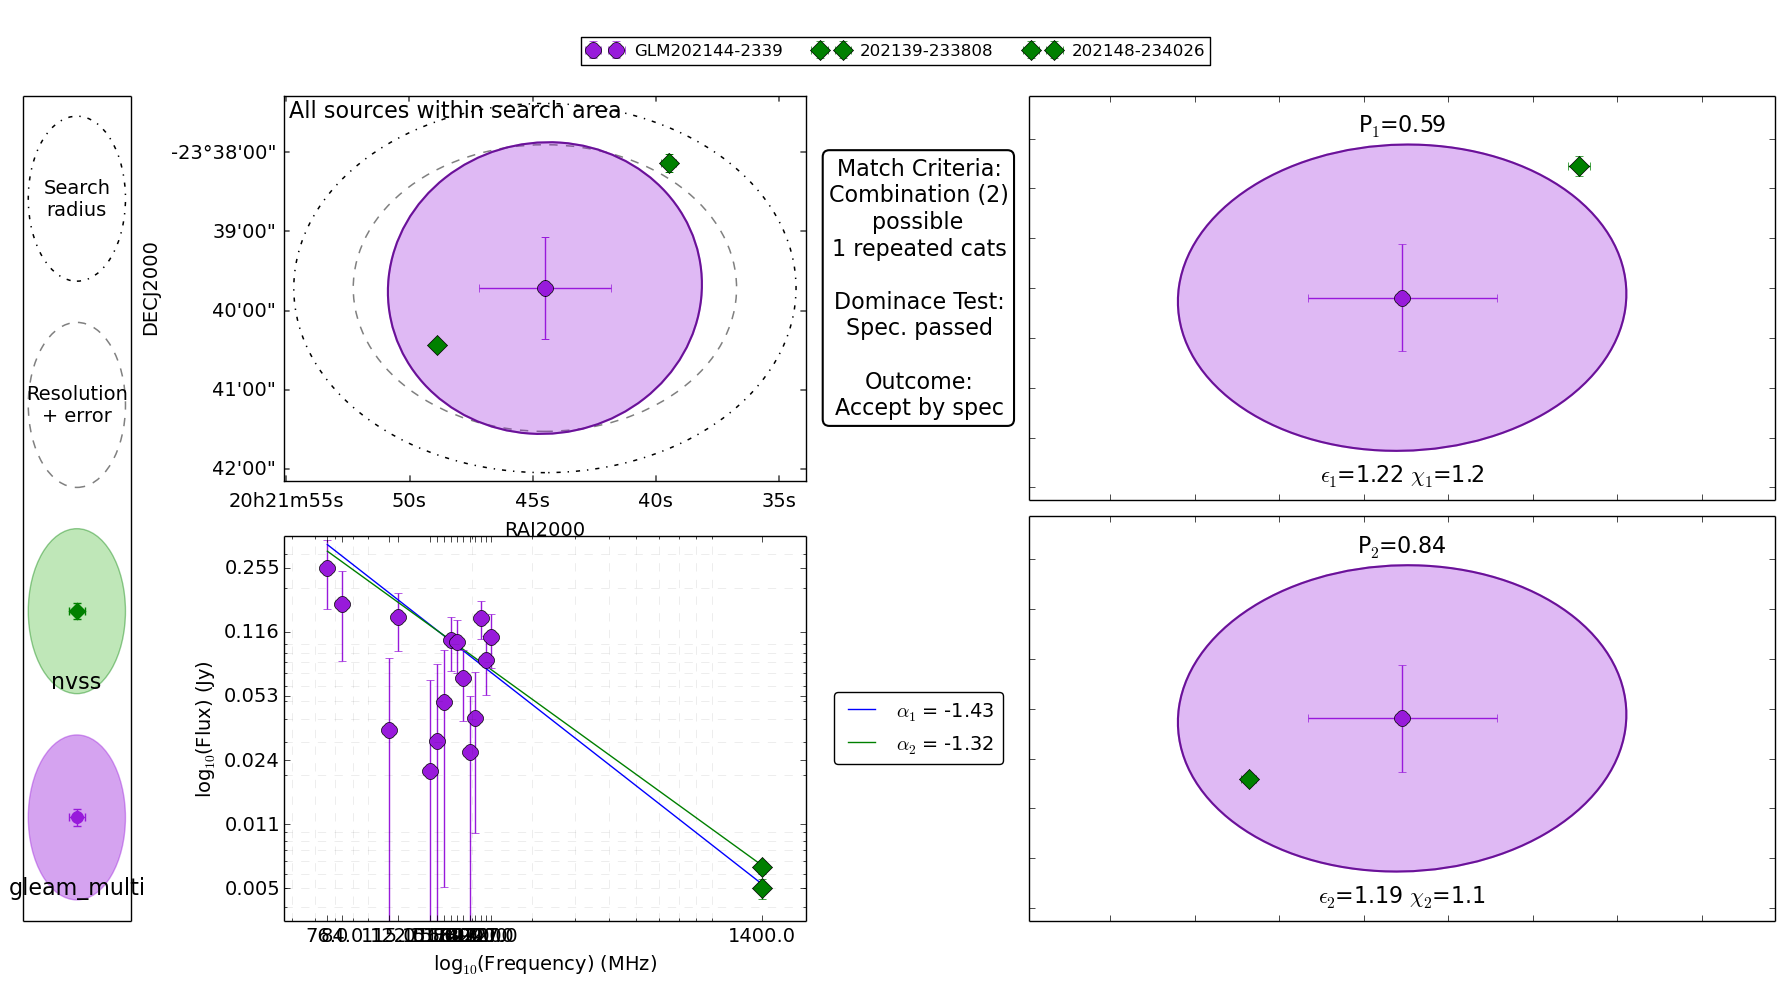 GLM202144-2339 202139-233808 202148-234026
Search
radius
Resolution
+ error
nvss
gleam_multi
All sources within search area
DECJ2000
-23°38'00"
39'00"
40'00"
41'00"
42'00"
20h21m55s 50s 45s 40s 35s
RAJ2000
Match Criteria:
Combination (2)
possible
1 repeated cats
Dominace Test:
Spec. passed
Outcome:
Accept by spec
P₁=0.59
ϵ₁=1.22 χ₁=1.2
P₂=0.84
ϵ₂=1.19 χ₂=1.1
log₁₀(Flux) (Jy)
0.255
0.116
0.053
0.024
0.011
0.005
1400.0
log₁₀(Frequency) (MHz)
α₁ = -1.43
α₂ = -1.32